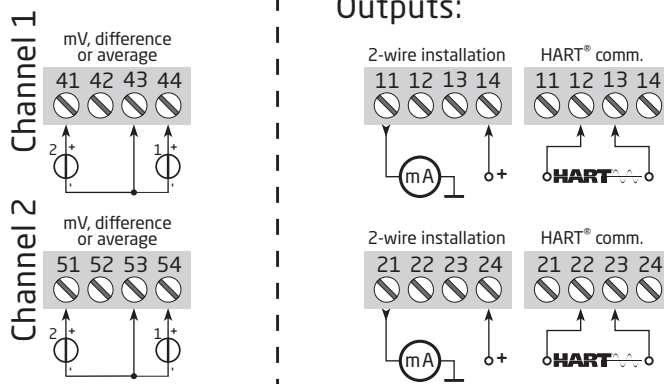 Channel 1
mV, difference
or average
41 42 43 44
2 + 1 +
- -
Channel 2
mV, difference
or average
51 52 53 54
2 + 1 +
- -
Outputs:
2-wire installation
11 12 13 14
mA +
HART® comm.
11 12 13 14
HART
2-wire installation
21 22 23 24
mA +
HART® comm.
21 22 23 24
HART